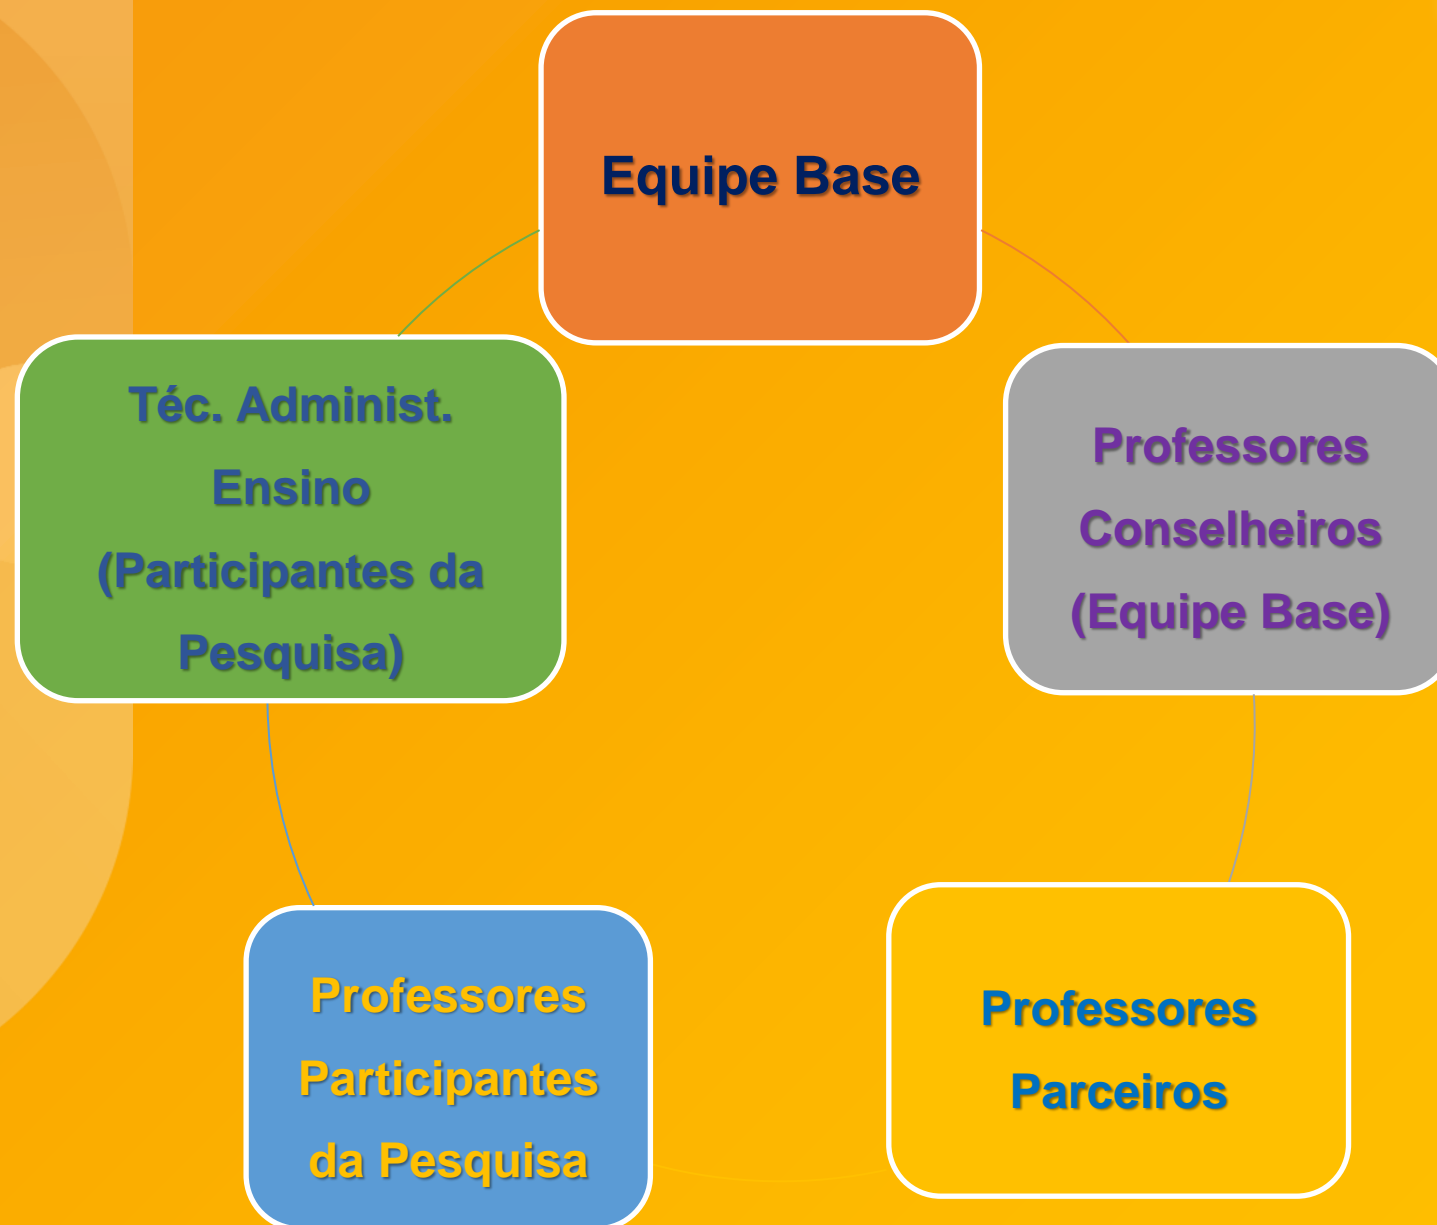 Equipe Base
Téc. Administ.
Ensino
(Participantes da
Pesquisa)
Professores
Conselheiros
(Equipe Base)
Professores
Participantes
da Pesquisa
Professores
Parceiros